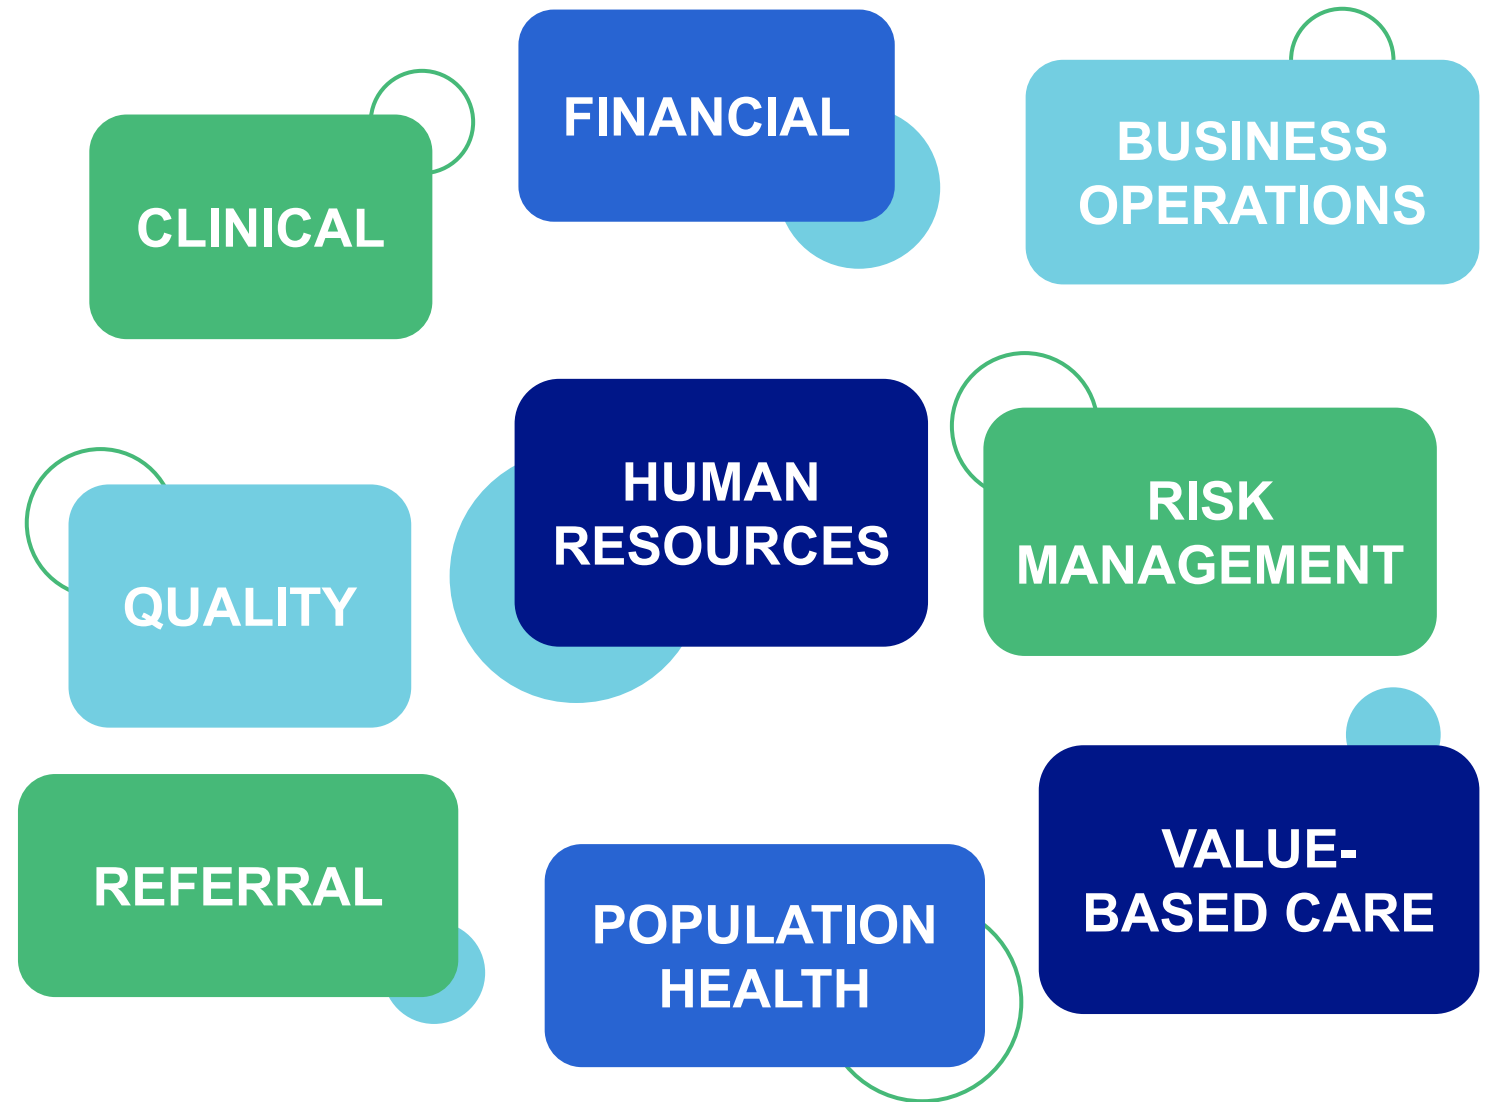 CLINICAL
FINANCIAL
BUSINESS
OPERATIONS
QUALITY
HUMAN
RESOURCES
RISK
MANAGEMENT
REFERRAL
POPULATION
HEALTH
VALUE-
BASED CARE